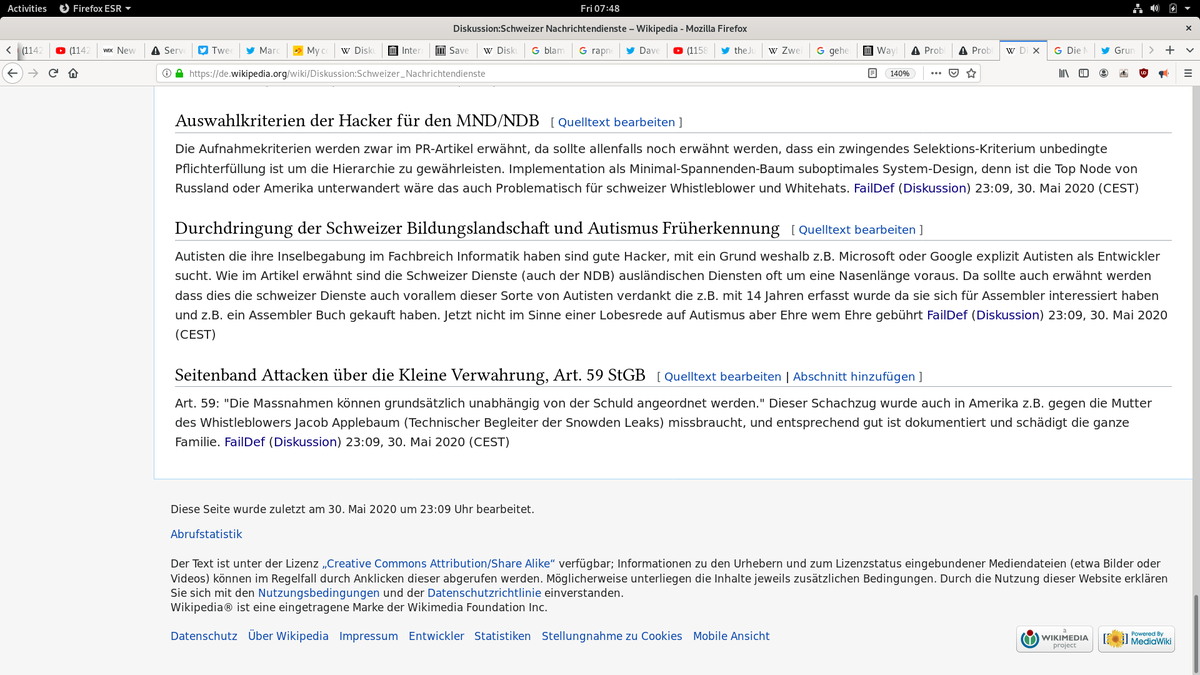 Activities Firefox ESR Fri 07:48
Diskussion:Schweizer Nachrichtendienste – Wikipedia - Mozilla Firefox
(1142 (1142 New Serv Twe Marc My co Disku Inter Save Disku blam rapn Dave (1158 theJu Zwe gehe Wayl Prob Prob D Die N Grun
https://de.wikipedia.org/wiki/Diskussion:Schweizer_Nachrichtendienste 140%
Auswahlkriterien der Hacker für den MND/NDB [ Quelltext bearbeiten ]
Die Aufnahmekriterien werden zwar im PR-Artikel erwähnt, da sollte allenfalls noch erwähnt werden, dass ein zwingendes Selektions-Kriterium unbedingte
Pflichterfüllung ist um die Hierarchie zu gewährleisten. Implementation als Minimal-Spannenden-Baum suboptimales System-Design, denn ist die Top Node von
Russland oder Amerika unterwandert wäre das auch Problematisch für schweizer Whistleblower und Whitehats. FailDef (Diskussion) 23:09, 30. Mai 2020 (CEST)
Durchdringung der Schweizer Bildungslandschaft und Autismus Früherkennung [ Quelltext bearbeiten ]
Autisten die ihre Inselbegabung im Fachbreich Informatik haben sind gute Hacker, mit ein Grund weshalb z.B. Microsoft oder Google explizit Autisten als Entwickler
sucht. Wie im Artikel erwähnt sind die Schweizer Dienste (auch der NDB) ausländischen Diensten oft um eine Nasenlänge voraus. Da sollte auch erwähnt werden
dass dies die schweizer Dienste auch vorallem dieser Sorte von Autisten verdankt die z.B. mit 14 Jahren erfasst wurde da sie sich für Assembler interessiert haben
und z.B. ein Assembler Buch gekauft haben. Jetzt nicht im Sinne einer Lobesrede auf Autismus aber Ehre wem Ehre gebührt FailDef (Diskussion) 23:09, 30. Mai 2020
(CEST)
Seitenband Attacken über die Kleine Verwahrung, Art. 59 StGB [ Quelltext bearbeiten | Abschnitt hinzufügen ]
Art. 59: "Die Massnahmen können grundsätzlich unabhängig von der Schuld angeordnet werden." Dieser Schachzug wurde auch in Amerika z.B. gegen die Mutter
des Whistleblowers Jacob Applebaum (Technischer Begleiter der Snowden Leaks) missbraucht, und entsprechend gut ist dokumentiert und schädigt die ganze
Familie. FailDef (Diskussion) 23:09, 30. Mai 2020 (CEST)
Diese Seite wurde zuletzt am 30. Mai 2020 um 23:09 Uhr bearbeitet.
Abrufstatistik
Der Text ist unter der Lizenz „Creative Commons Attribution/Share Alike“ verfügbar; Informationen zu den Urhebern und zum Lizenzstatus eingebundener Mediendateien (etwa Bilder oder
Videos) können im Regelfall durch Anklicken dieser abgerufen werden. Möglicherweise unterliegen die Inhalte jeweils zusätzlichen Bedingungen. Durch die Nutzung dieser Website erklären
Sie sich mit den Nutzungsbedingungen und der Datenschutzrichtlinie einverstanden.
Wikipedia® ist eine eingetragene Marke der Wikimedia Foundation Inc.
Datenschutz Über Wikipedia Impressum Entwickler Statistiken Stellungnahme zu Cookies Mobile Ansicht
a WIKIMEDIA project Powered By MediaWiki